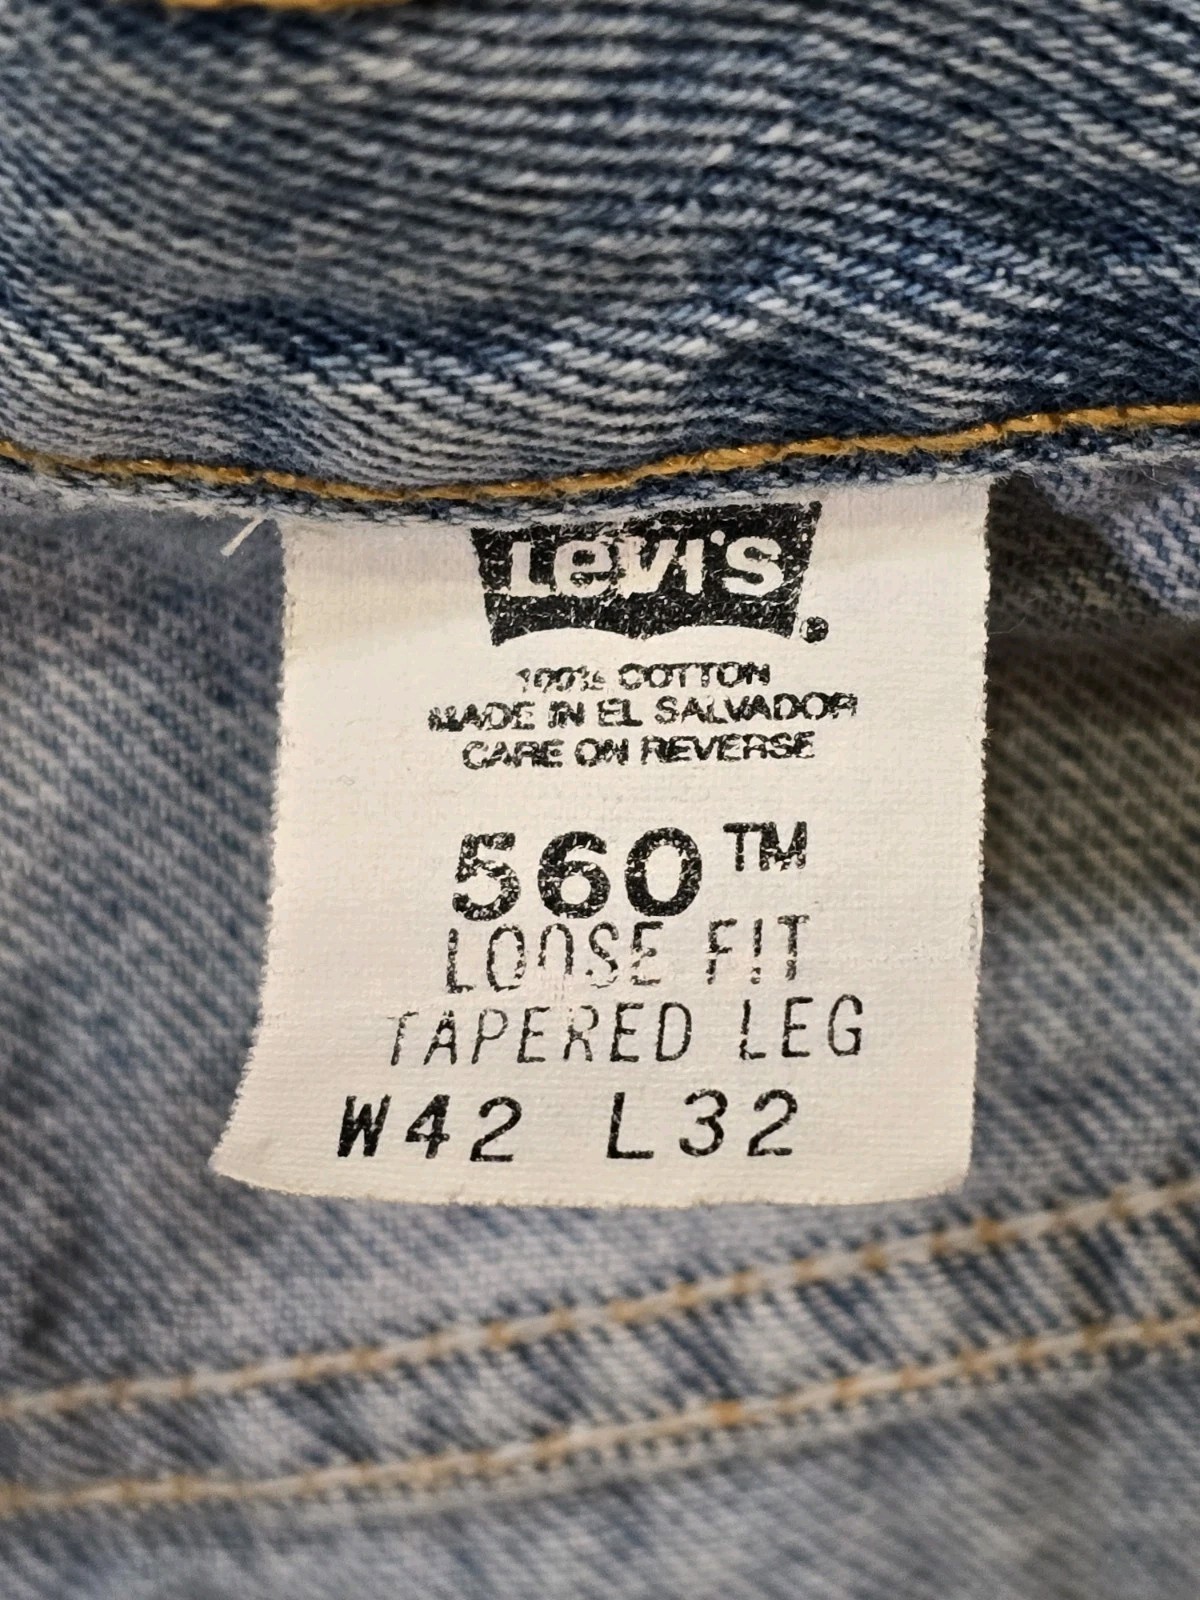 Levi's
100% COTTON
MADE IN EL SALVADOR
CARE ON REVERSE
560™
LOOSE FIT
TAPERED LEG
W42 L32